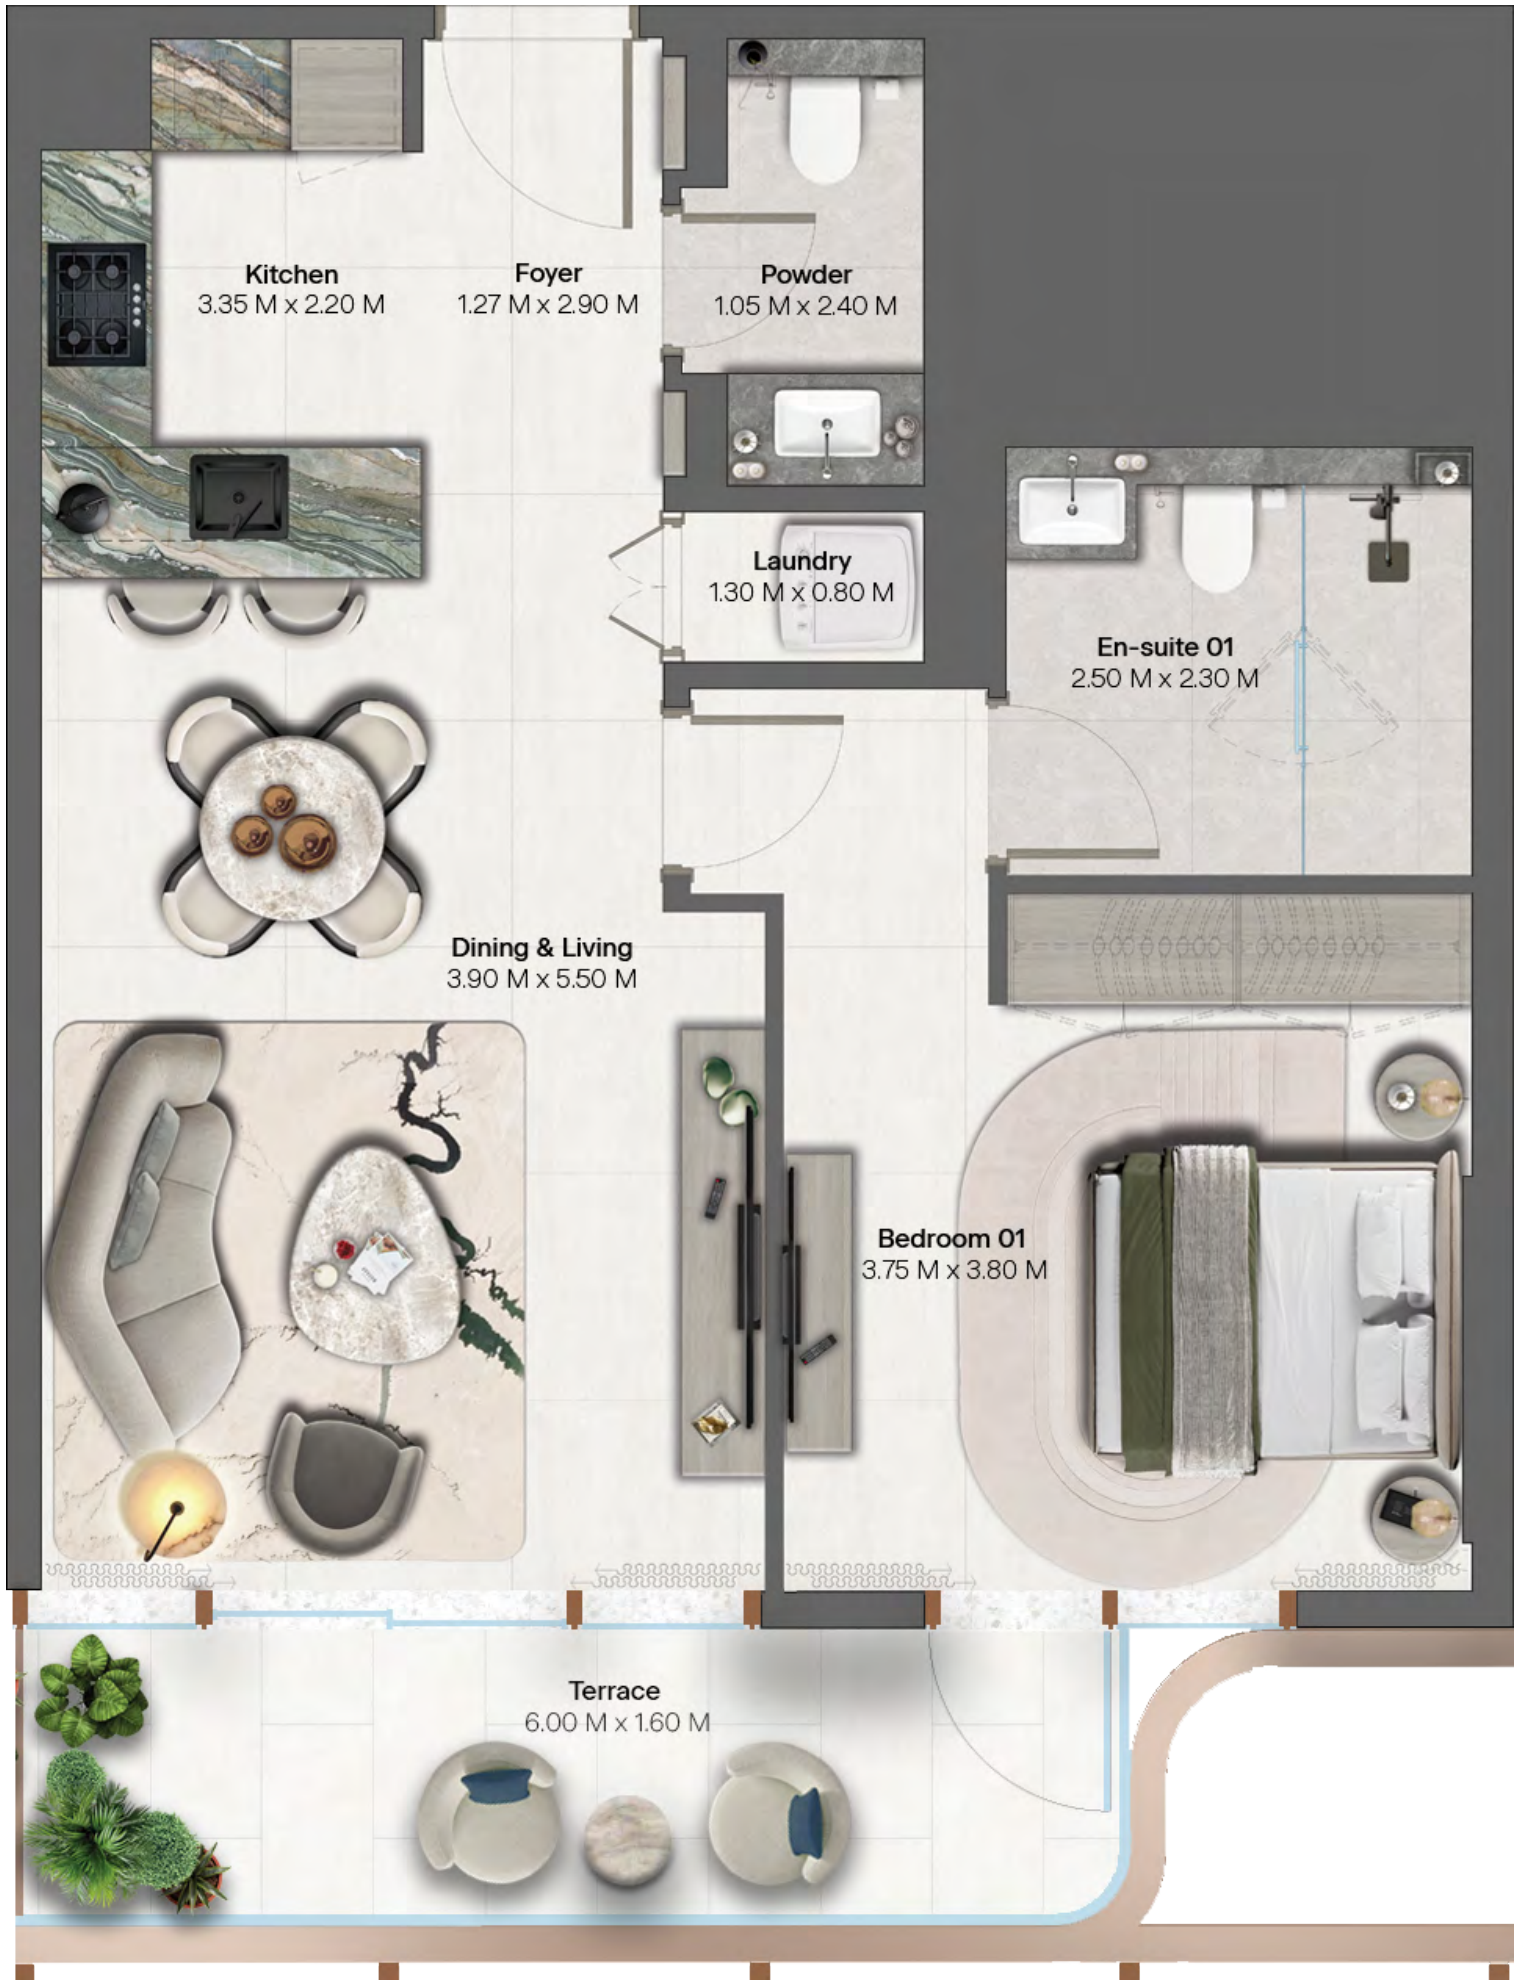 Kitchen
3.35 M x 2.20 M
Foyer
1.27 M x 2.90 M
Powder
1.05 M x 2.40 M
Laundry
1.30 M x 0.80 M
En-suite 01
2.50 M x 2.30 M
Dining & Living
3.90 M x 5.50 M
Bedroom 01
3.75 M x 3.80 M
Terrace
6.00 M x 1.60 M